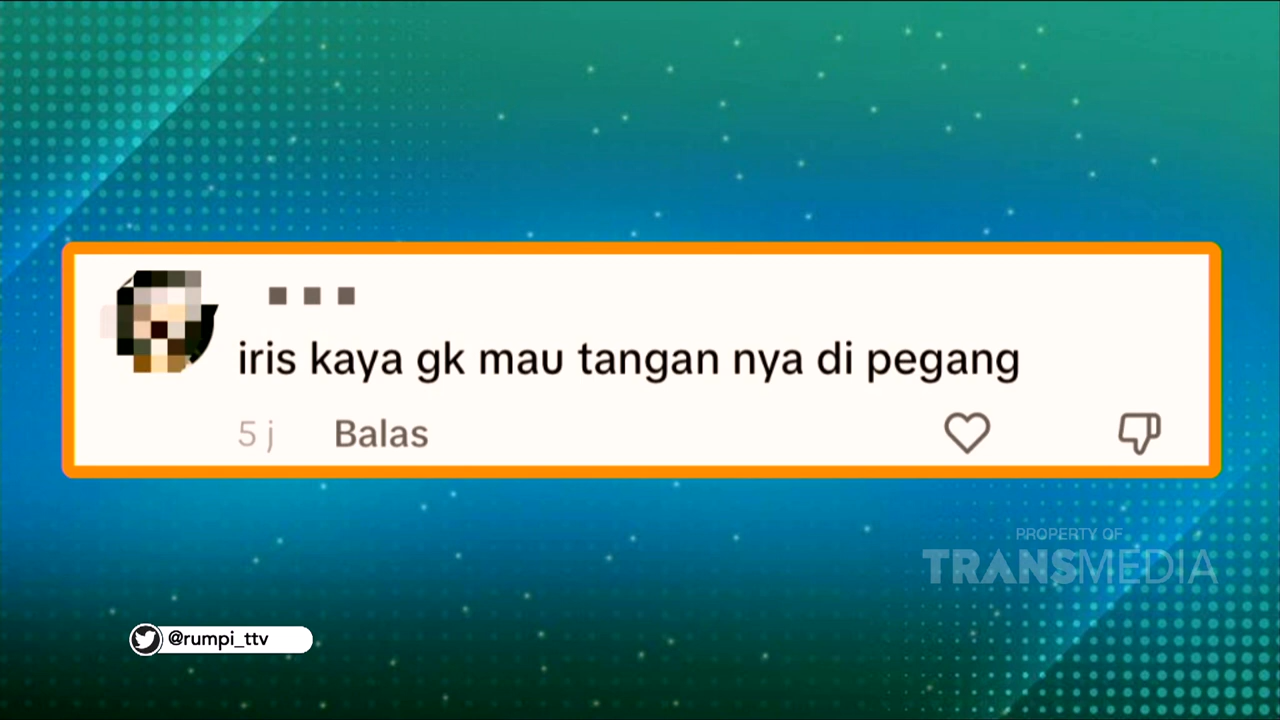 iris kaya gk mau tangan nya di pegang
5 j Balas
PROPERTY OF
TRANSMEDIA
@rumpi_ttv